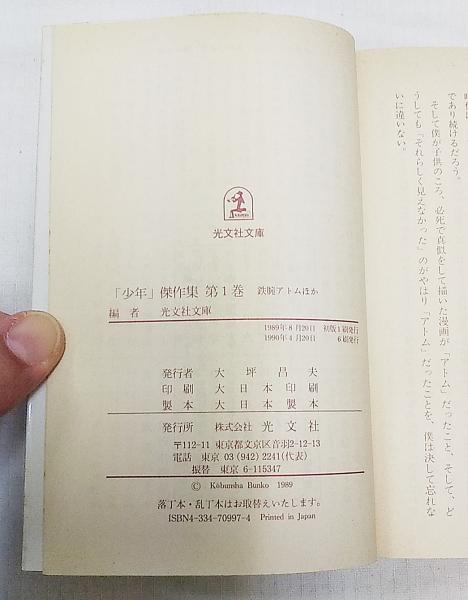 光文社文庫
「少年」傑作集 第1巻 鉄腕アトムほか
編者 光文社文庫
1989年8月20日 初版1刷発行
1990年4月20日 6刷発行
発行者 大坪昌夫
印刷 大日本印刷
製本 大日本製本
発行所 株式会社 光文社
〒112-11 東京都文京区音羽2-12-13
電話 東京 03 (942) 2241(代表)
振替 東京 6-115347
© Kōbunsha Bunko 1989
落丁本・乱丁本はお取替えいたします。
ISBN4-334-70997-4 Printed in Japan
であり続けるだろう。
そして僕が子供のころ、必死で真似をして描いた漫画が「アトム」だったこと、そして、ど
うしても「それらしく見えなかった」のがやはり「アトム」だったことを、僕は決して忘れな
いに違いない。